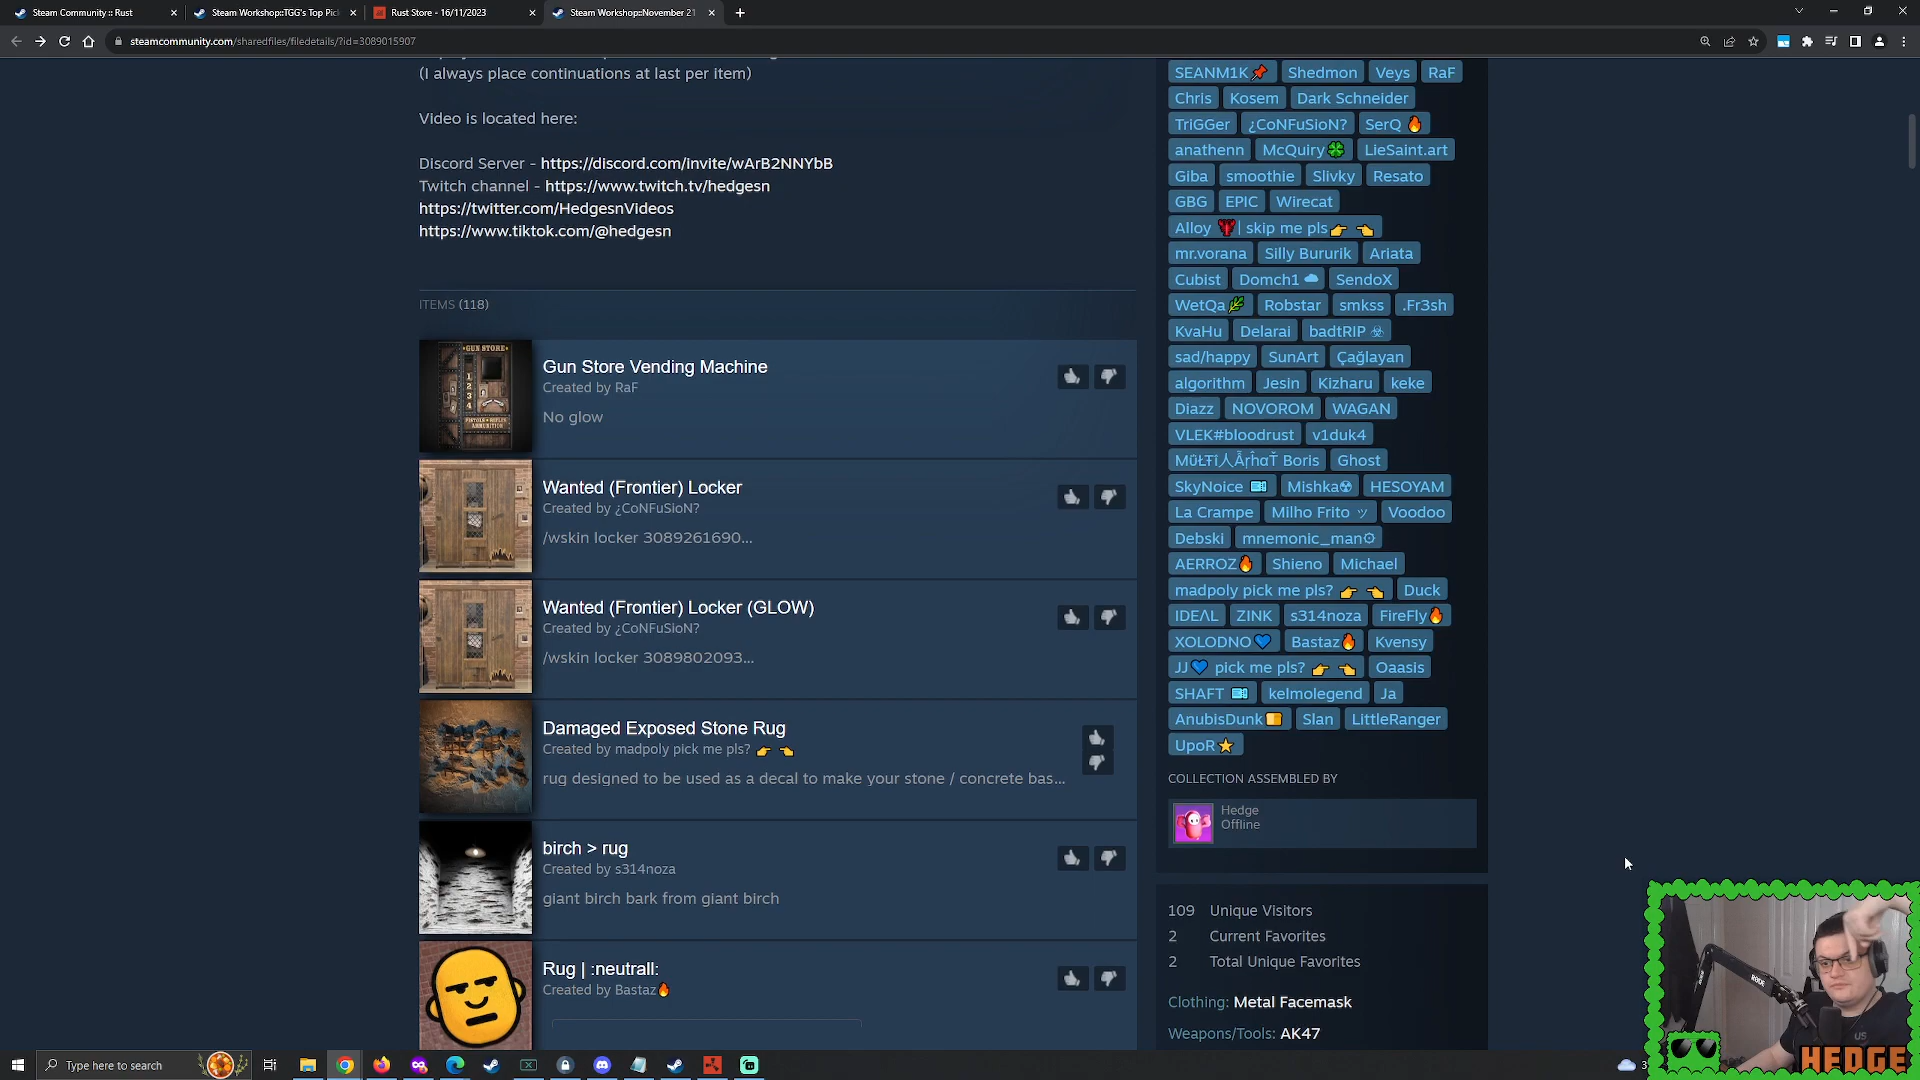 Steam Community :: Rust
Steam Workshop::TGG's Top Pick
Rust Store - 16/11/2023
Steam Workshop::November 21
steamcommunity.com/sharedfiles/filedetails/?id=3089015907
(I always place continuations at last per item)
Video is located here:
Discord Server - https://discord.com/invite/wArB2NNYbB
Twitch channel - https://www.twitch.tv/hedgesn
https://twitter.com/HedgesnVideos
https://www.tiktok.com/@hedgesn
ITEMS (118)
Gun Store Vending Machine
Created by RaF
No glow
Wanted (Frontier) Locker
Created by ¿CoNFuSioN?
/wskin locker 3089261690...
Wanted (Frontier) Locker (GLOW)
Created by ¿CoNFuSioN?
/wskin locker 3089802093...
Damaged Exposed Stone Rug
Created by madpoly pick me pls? 👉 👈
rug designed to be used as a decal to make your stone / concrete bas...
birch > rug
Created by s314noza
giant birch bark from giant birch
Rug | :neutrall:
Created by Bastaz🔥
SEANM1K📌 Shedmon Veys RaF
Chris Kosem Dark Schneider
TriGGer ¿CoNFuSioN? SerQ 🔥
anathenn McQuiry🍀 LieSaint.art
Giba smoothie Slivky Resato
GBG EPIC Wirecat
Alloy 🦞| skip me pls👉 👈
mr.vorana Silly Bururik Ariata
Cubist Domch1 ☁ SendoX
WetQa🌿 Robstar smkss .Fr3sh
KvaHu Delarai badtRIP ☣
sad/happy SunArt Çağlayan
algorithm Jesin Kizharu keke
Diazz NOVOROM WAGAN
VLEK#bloodrust v1duk4
Boris Ghost
SkyNoice Mishka☢ HESOYAM
La Crampe Milho Frito ッ Voodoo
Debski mnemonic_man⚙
AERROZ🔥 Shieno Michael
madpoly pick me pls? 👉 👈 Duck
IDEΛL ZINK s314noza FireFly🔥
XOLODNO💙 Bastaz🔥 Kvensy
JJ💙 pick me pls? 👉 👈 Oaasis
SHAFT kelmolegend Ja
AnubisDunk Slan LittleRanger
UpoR⭐
COLLECTION ASSEMBLED BY
Hedge
Offline
109 Unique Visitors
2 Current Favorites
2 Total Unique Favorites
Clothing: Metal Facemask
Weapons/Tools: AK47
Type here to search
HEDGE